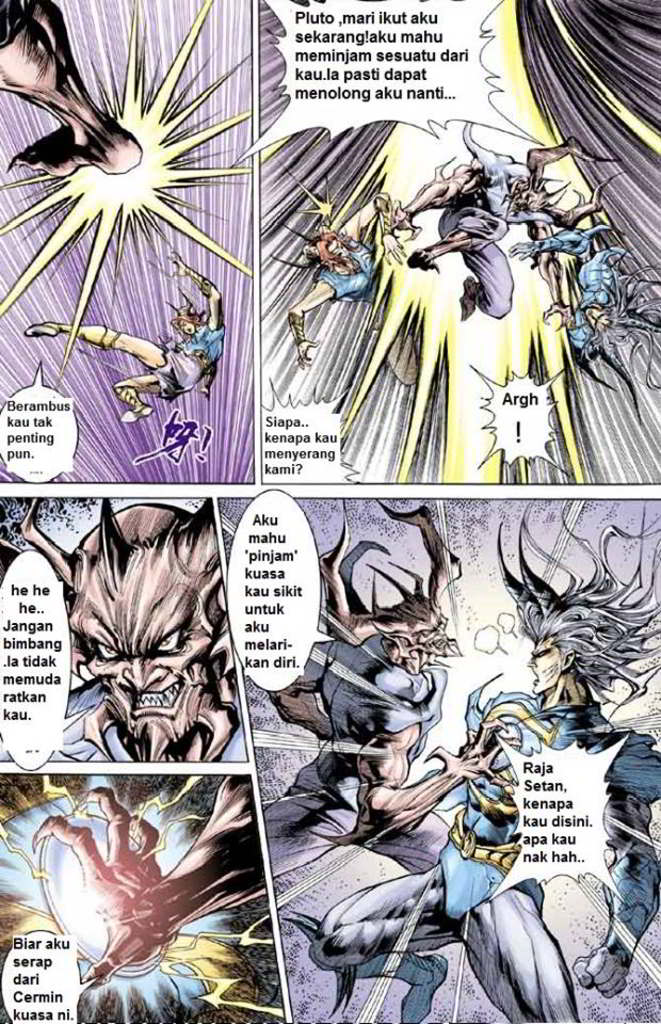 Berambus
kau tak
penting
pun.
呀!
Pluto ,mari ikut aku
sekarang!aku mahu
meminjam sesuatu dari
kau.Ia pasti dapat
menolong aku nanti...
Siapa..
kenapa kau
menyerang
kami?
Argh
!
he he
he..
Jangan
bimbang
.Ia tidak
memuda
ratkan
kau.
Aku
mahu
'pinjam'
kuasa
kau sikit
untuk
aku
melari-
kan diri.
Raja
Setan,
kenapa
kau disini.
apa kau
nak hah..
Biar aku
serap
dari
Cermin
kuasa ni.